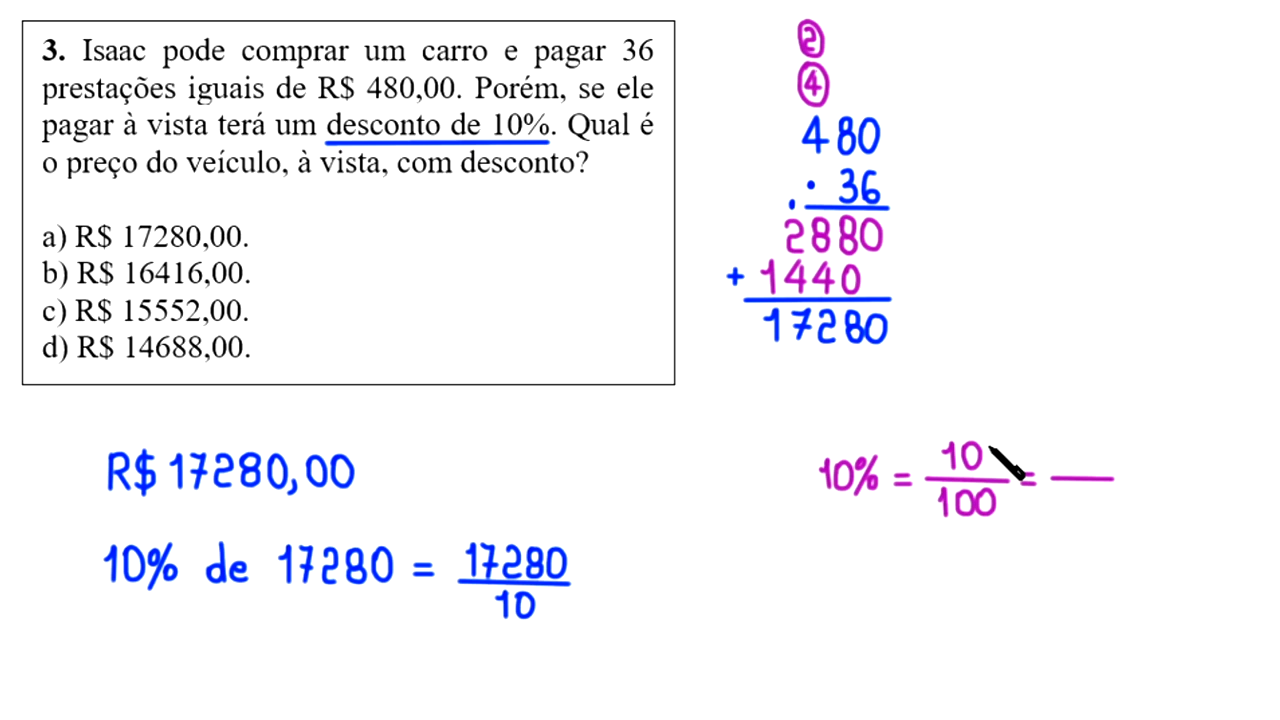 3. Isaac pode comprar um carro e pagar 36
prestações iguais de R$ 480,00. Porém, se ele
pagar à vista terá um desconto de 10%. Qual é
o preço do veículo, à vista, com desconto?
a) R$ 17280,00.
b) R$ 16416,00.
c) R$ 15552,00.
d) R$ 14688,00.
2
4
480
. · 36
2880
+ 1440
17280
R$ 17280,00
10% de 17280 = 17280
10
10% = 10 =
100